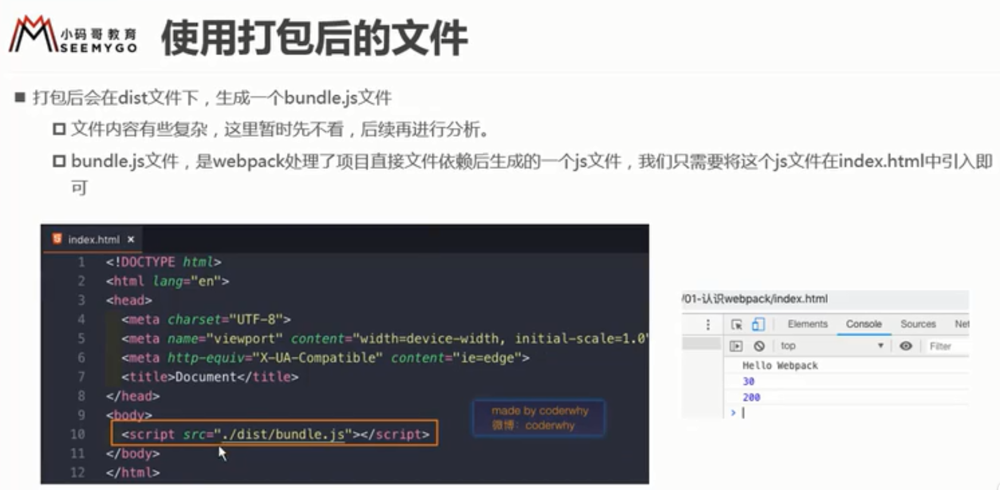 小码哥教育
SEEMYGO
使用打包后的文件
打包后会在dist文件下，生成一个bundle.js文件
文件内容有些复杂，这里暂时先不看，后续再进行分析。
bundle.js文件，是webpack处理了项目直接文件依赖后生成的一个js文件，我们只需要将这个js文件在index.html中引入即
可
index.html ×
1 <!DOCTYPE html>
2 <html lang="en">
3 <head>
4 <meta charset="UTF-8">
5 <meta name="viewport" content="width=device-width, initial-scale=1.0"
6 <meta http-equiv="X-UA-Compatible" content="ie=edge">
7 <title>Document</title>
8 </head>
9 <body>
10 <script src="./dist/bundle.js"></script>
11 </body>
12 </html>
made by coderwhy
微博：coderwhy
/01-认识webpack/index.html
Elements Console Sources Net
top Filter
Hello Webpack
30
200
>